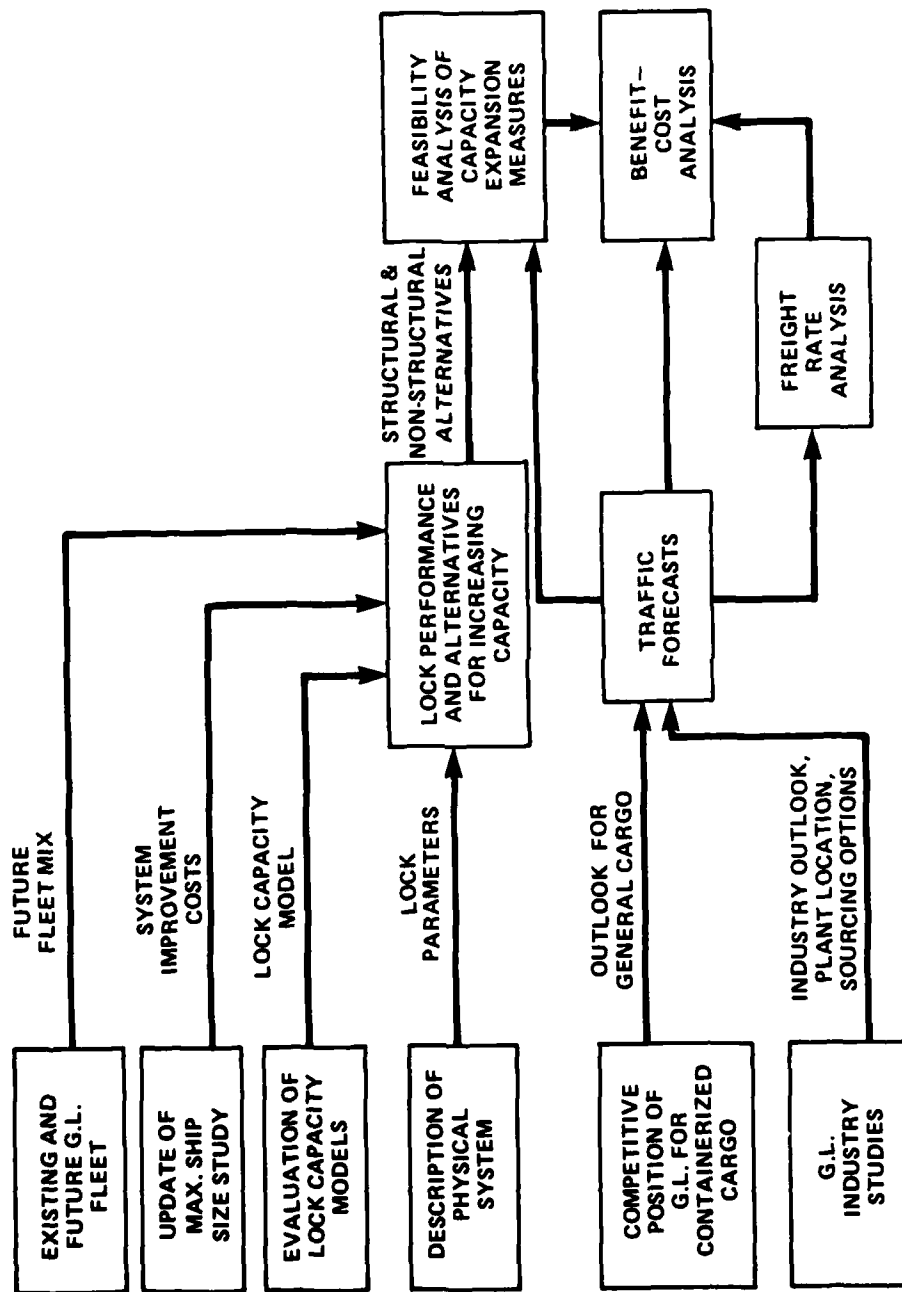 EXISTING AND
FUTURE G.L.
FLEET
FUTURE
FLEET MIX
UPDATE OF
MAX. SHIP
SIZE STUDY
SYSTEM
IMPROVEMENT
COSTS
EVALUATION OF
LOCK CAPACITY
MODELS
LOCK CAPACITY
MODEL
DESCRIPTION OF
PHYSICAL
SYSTEM
LOCK
PARAMETERS
LOCK PERFORMANCE
AND ALTERNATIVES
FOR INCREASING
CAPACITY
STRUCTURAL &
NON-STRUCTURAL
ALTERNATIVES
FEASIBILITY
ANALYSIS OF
CAPACITY
EXPANSION
MEASURES
COMPETITIVE
POSITION OF
G.L. FOR
CONTAINERIZED
CARGO
OUTLOOK FOR
GENERAL CARGO
TRAFFIC
FORECASTS
BENEFIT–
COST
ANALYSIS
G.L.
INDUSTRY
STUDIES
INDUSTRY OUTLOOK,
PLANT LOCATION,
SOURCING OPTIONS
FREIGHT
RATE
ANALYSIS